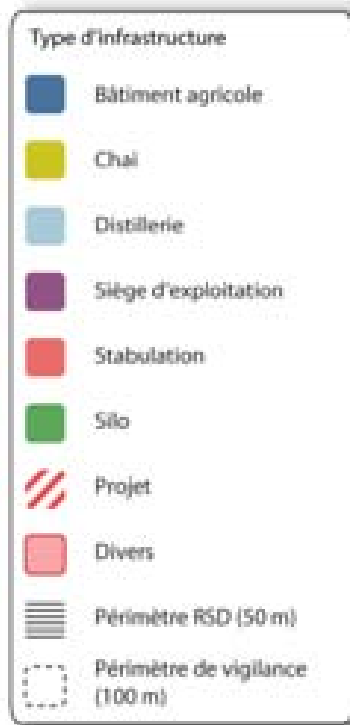 Type d'infrastructure
Bâtiment agricole
Chai
Distillerie
Siège d'exploitation
Stabulation
Silo
Projet
Divers
Périmètre RSD (50 m)
Périmètre de vigilance
(100 m)